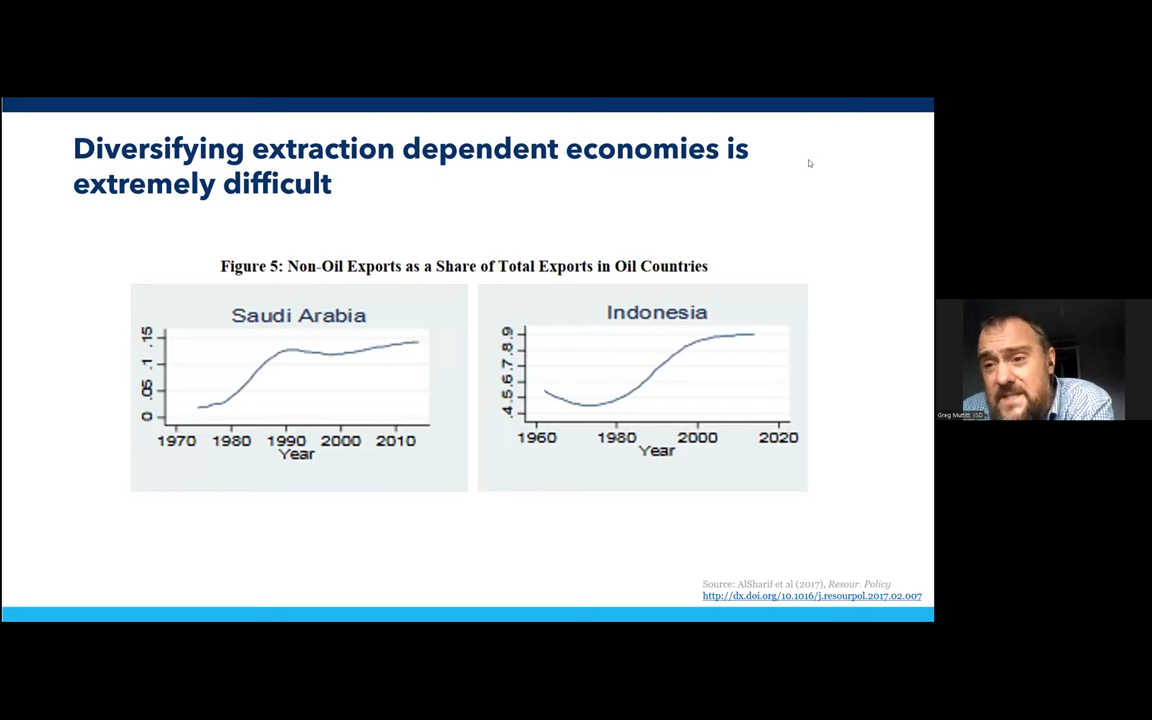 Diversifying extraction dependent economies is
extremely difficult
Figure 5: Non-Oil Exports as a Share of Total Exports in Oil Countries
Saudi Arabia
.15
.1
.05
0
1970 1980 1990 2000 2010
Year
Indonesia
.9
.8
.7
.6
.5
.4
1960 1980 2000 2020
Year
Source: AlSharif et al (2017), Resour. Policy
http://dx.doi.org/10.1016/j.resourpol.2017.02.007
Greg Muttitt, IISD